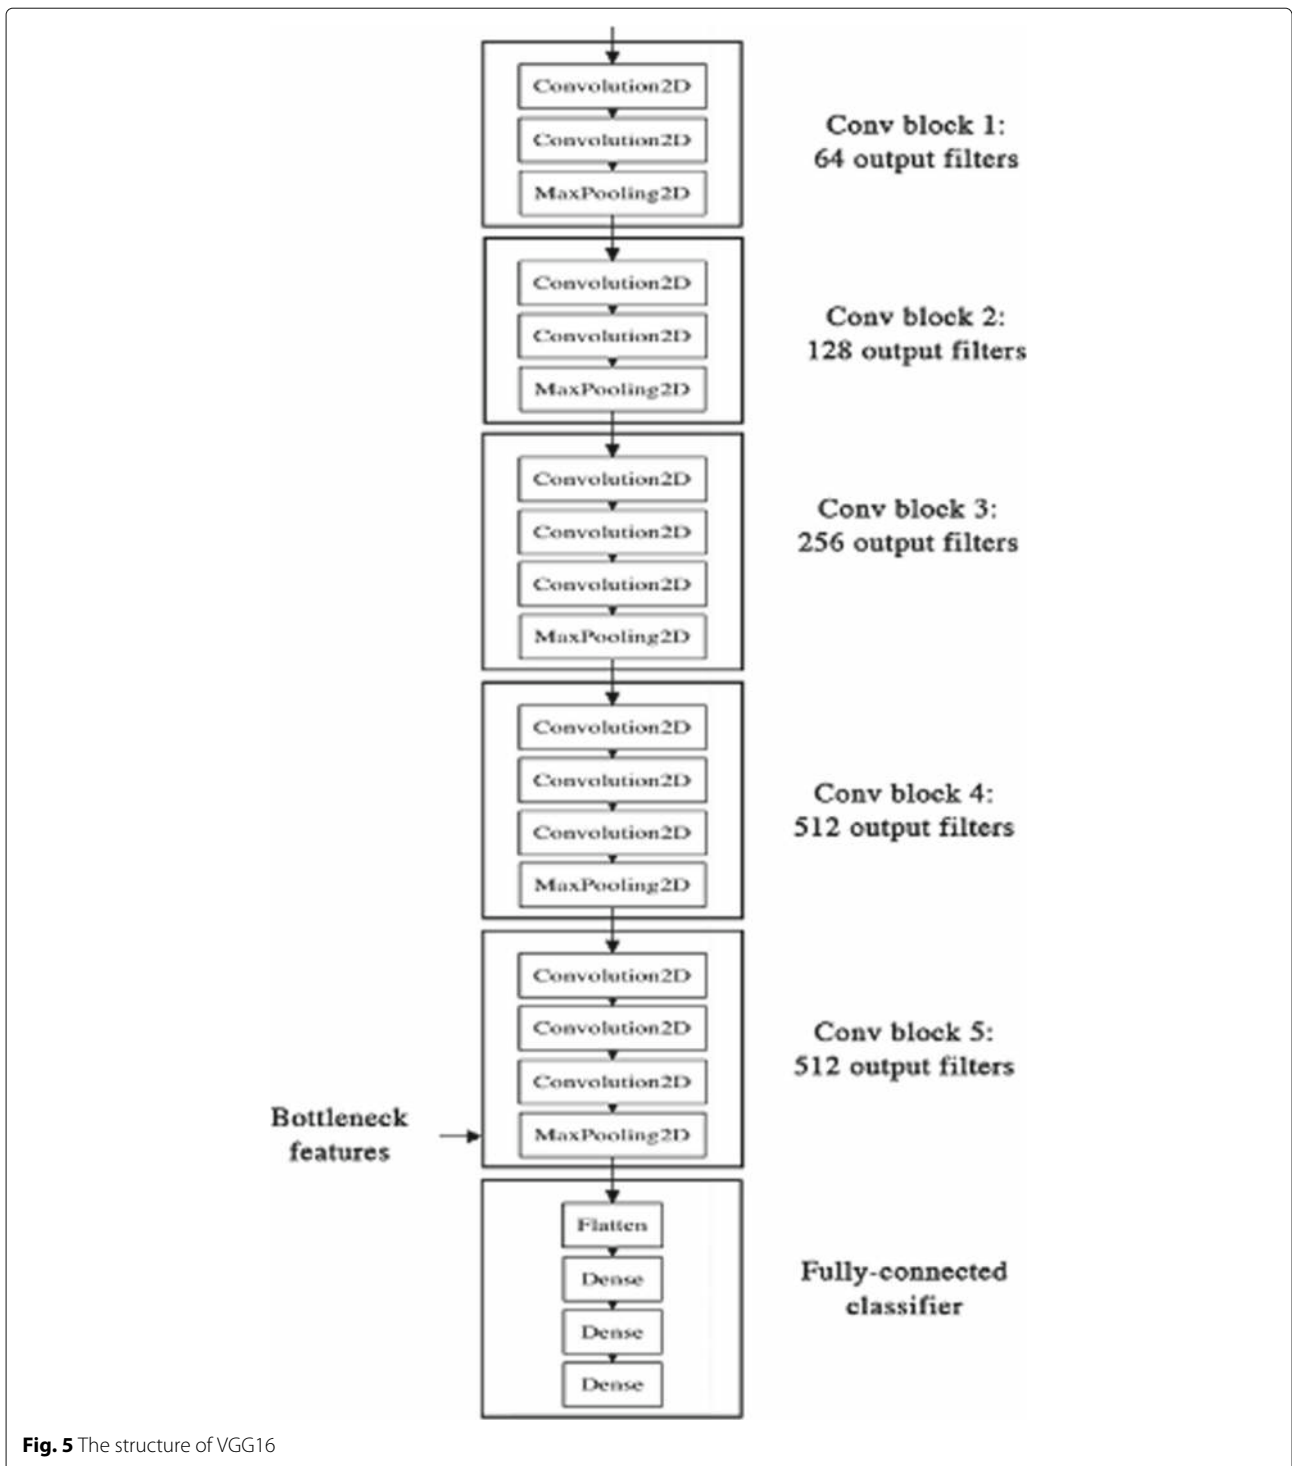 Convolution2D
Convolution2D
MaxPooling2D
Conv block 1:
64 output filters
Convolution2D
Convolution2D
MaxPooling2D
Conv block 2:
128 output filters
Convolution2D
Convolution2D
Convolution2D
MaxPooling2D
Conv block 3:
256 output filters
Convolution2D
Convolution2D
Convolution2D
MaxPooling2D
Conv block 4:
512 output filters
Convolution2D
Convolution2D
Convolution2D
MaxPooling2D
Conv block 5:
512 output filters
Bottleneck
features
Flatten
Dense
Dense
Dense
Fully-connected
classifier
Fig. 5 The structure of VGG16